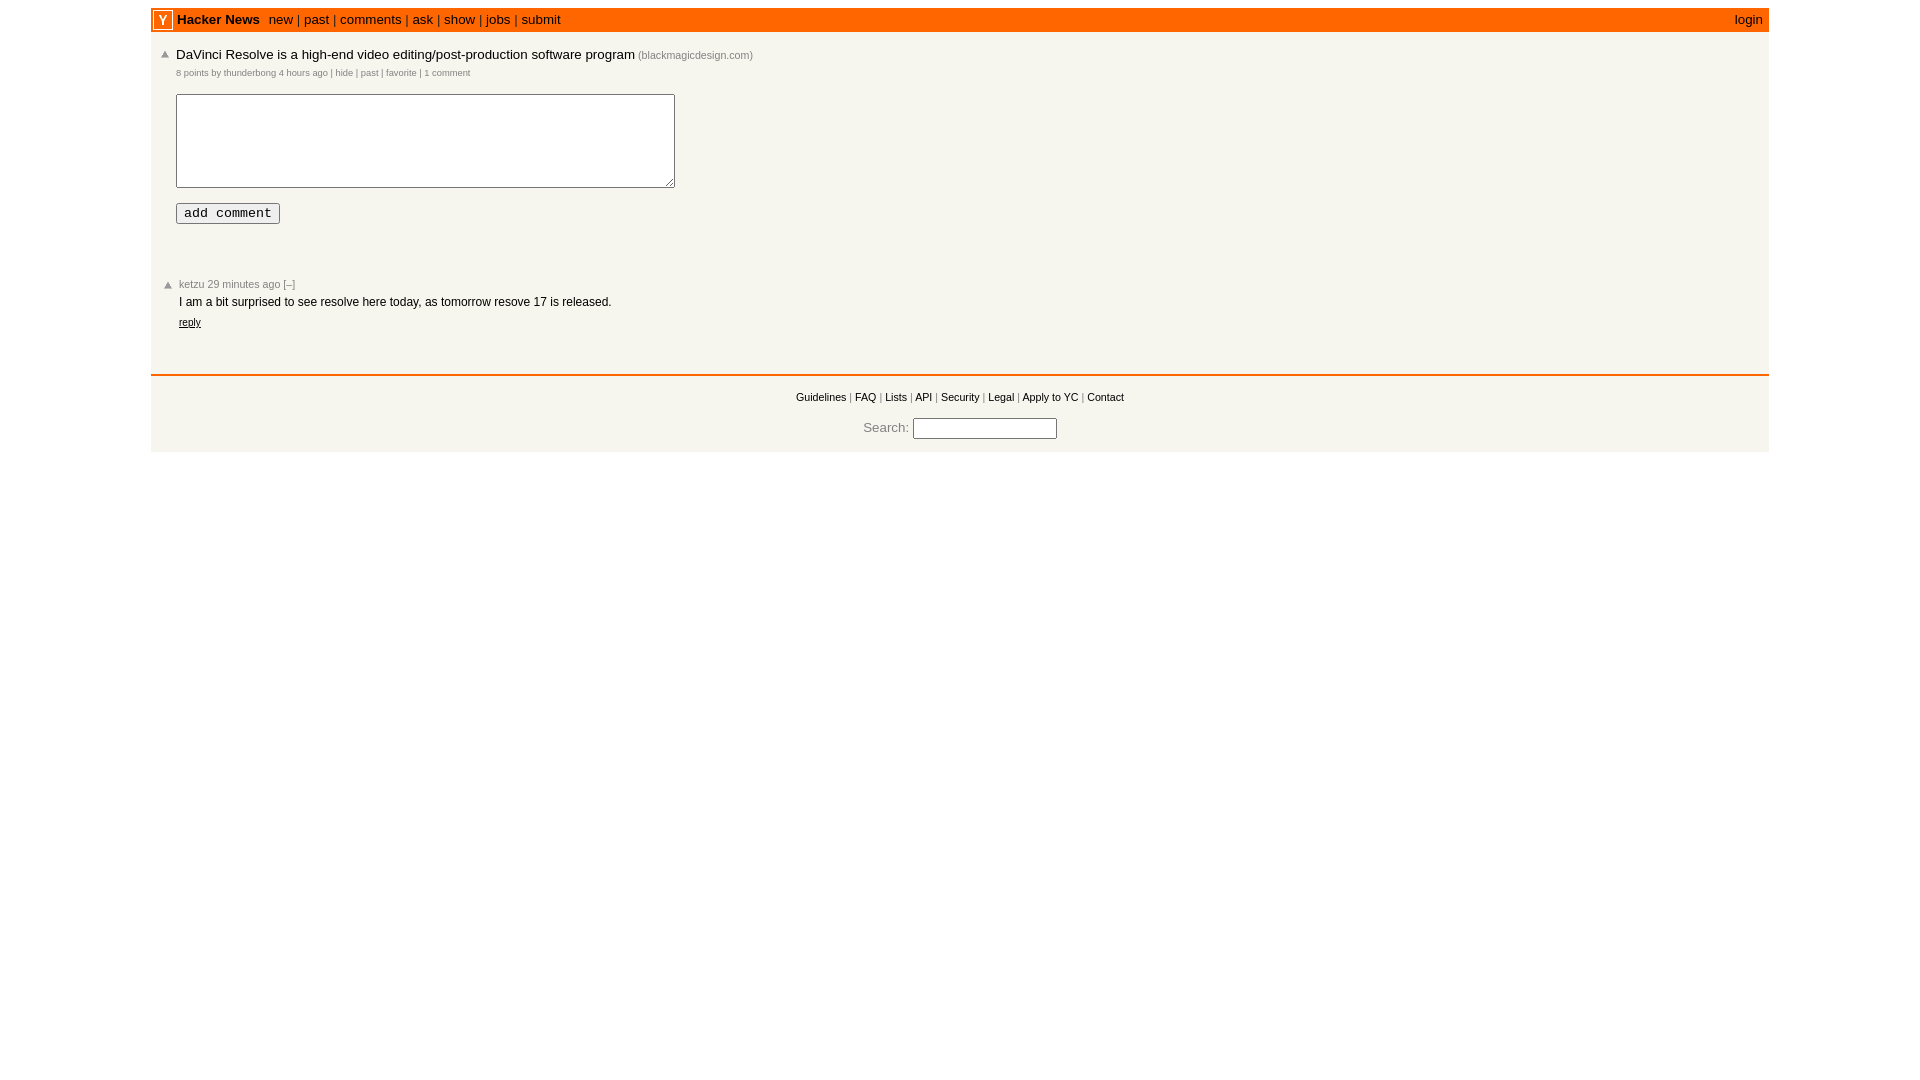 Y Hacker News new | past | comments | ask | show | jobs | submit login
DaVinci Resolve is a high-end video editing/post-production software program (blackmagicdesign.com)
8 points by thunderbong 4 hours ago | hide | past | favorite | 1 comment
add comment
ketzu 29 minutes ago [–]
I am a bit surprised to see resolve here today, as tomorrow resove 17 is released.
reply
Guidelines | FAQ | Lists | API | Security | Legal | Apply to YC | Contact
Search: